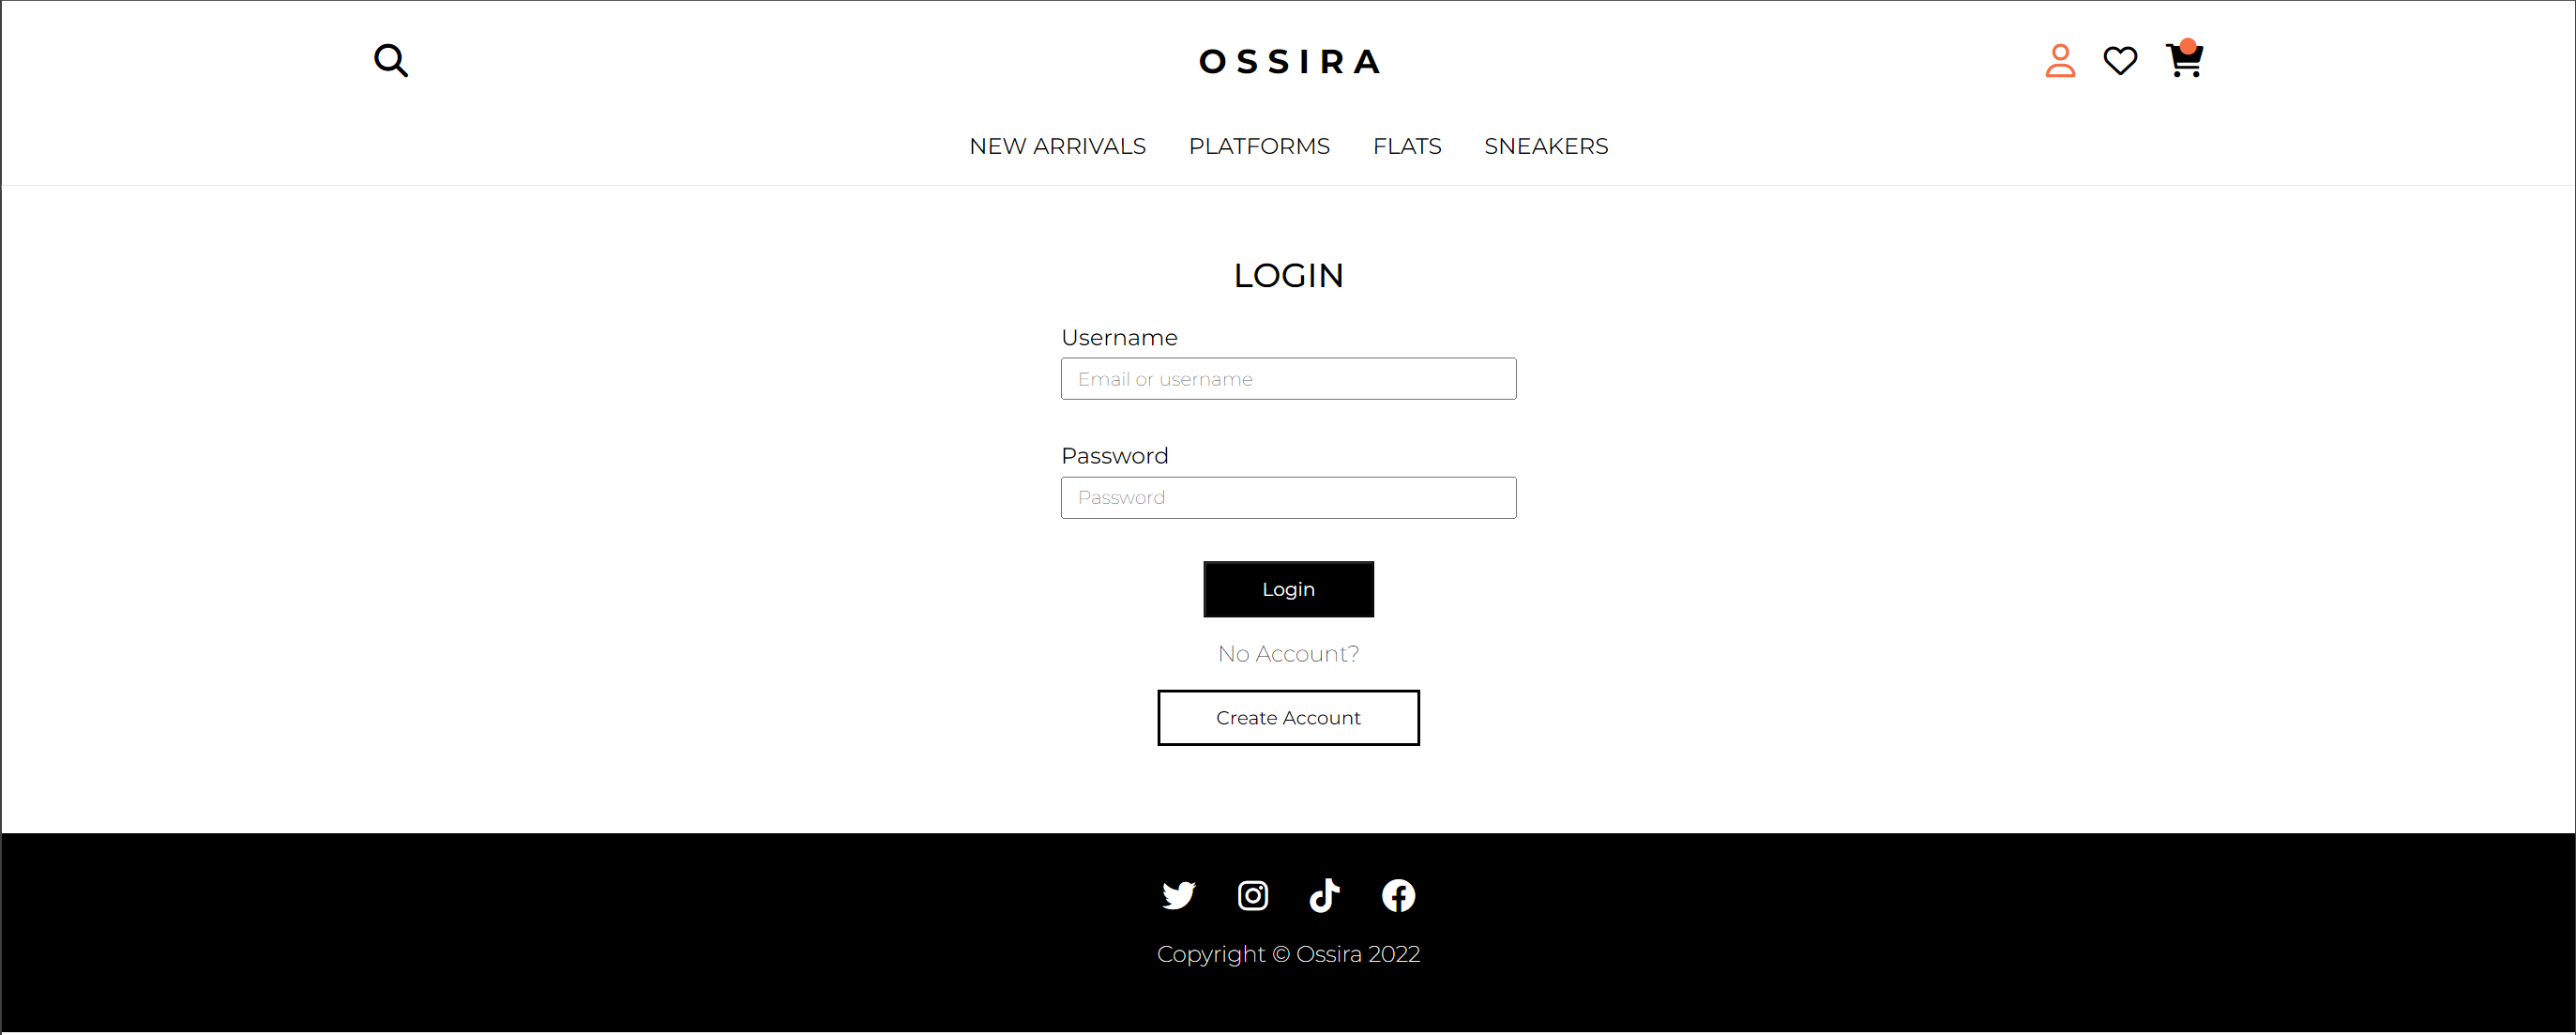 OSSIRA
NEW ARRIVALS PLATFORMS FLATS SNEAKERS
LOGIN
Username
Email or username
Password
Password
Login
No Account?
Create Account
Copyright © Ossira 2022